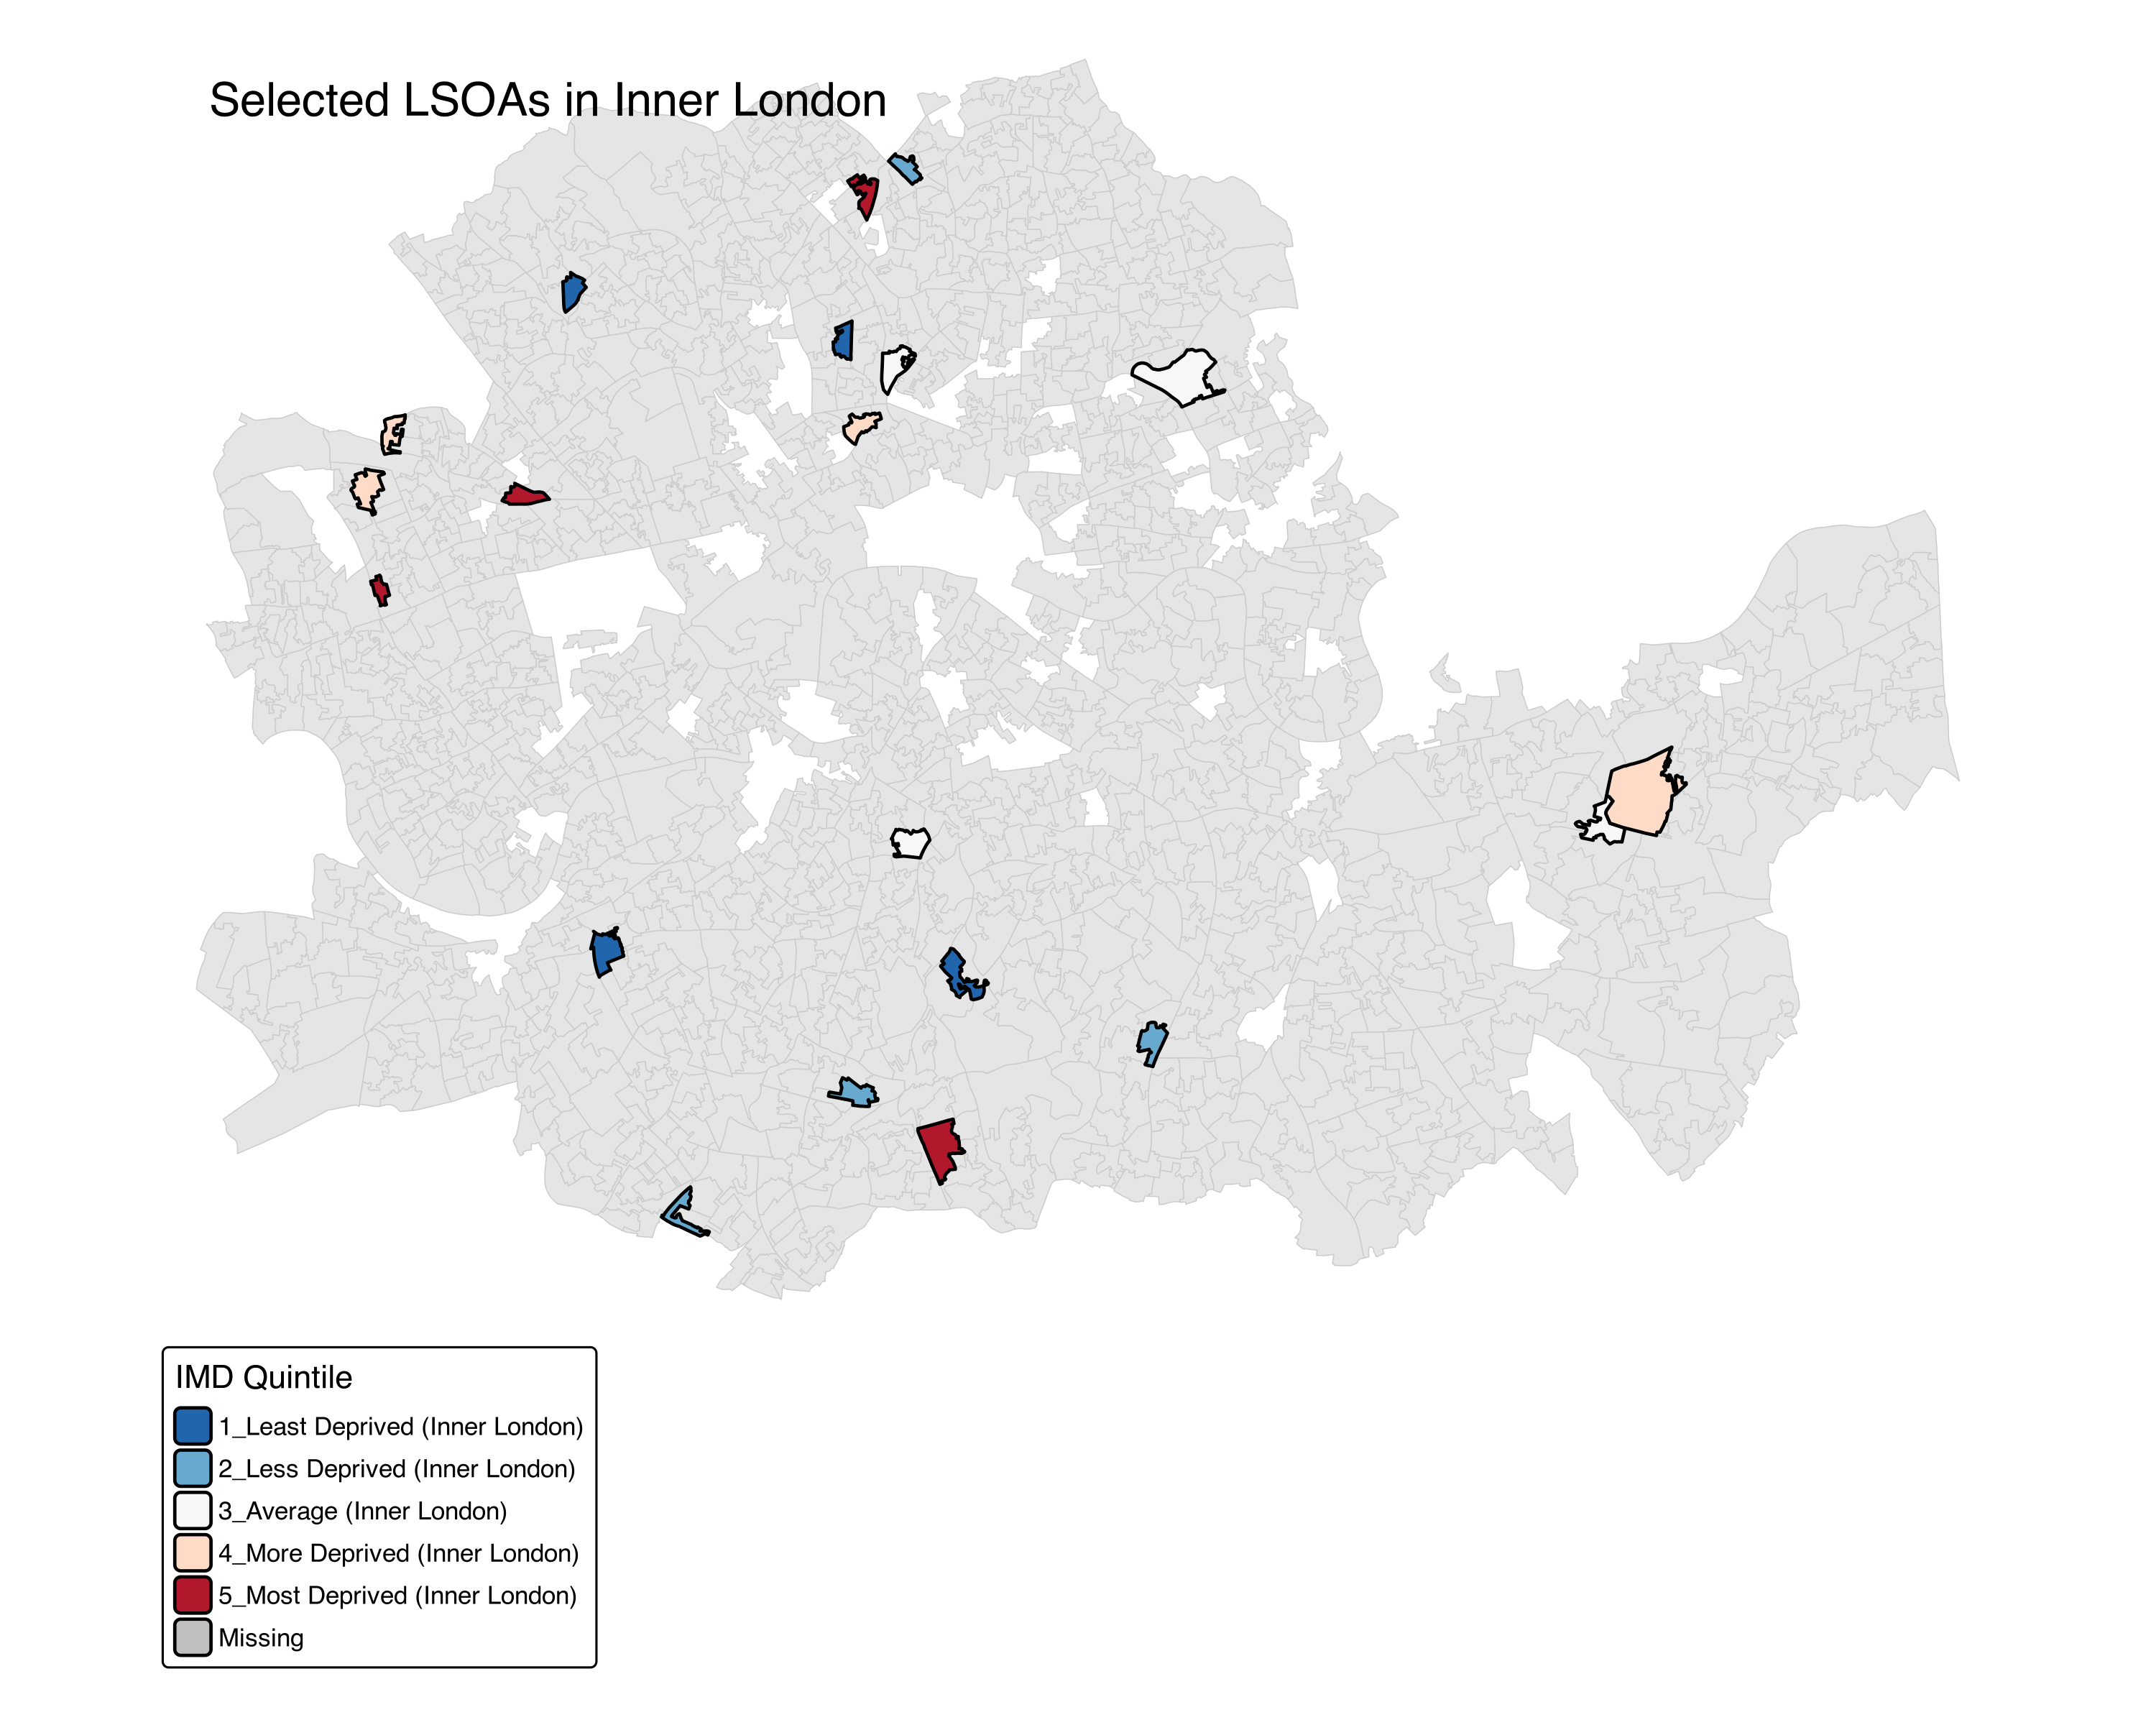 Selected LSOAs in Inner London
IMD Quintile
1_Least Deprived (Inner London)
2_Less Deprived (Inner London)
3_Average (Inner London)
4_More Deprived (Inner London)
5_Most Deprived (Inner London)
Missing